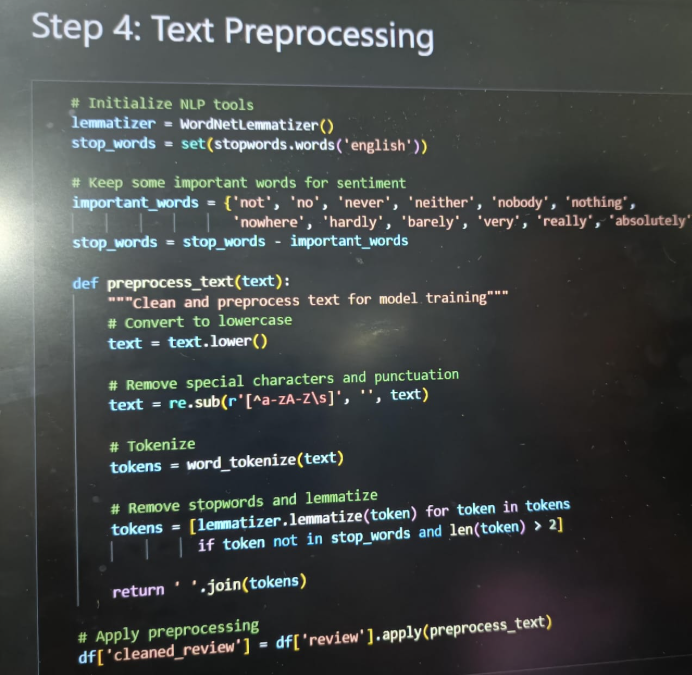 Step 4: Text Preprocessing
# Initialize NLP tools
lemmatizer = WordNetLemmatizer()
stop_words = set(stopwords.words('english'))
# Keep some important words for sentiment
important_words = {'not', 'no', 'never', 'neither', 'nobody', 'nothing',
'nowhere', 'hardly', 'barely', 'very', 'really', 'absolutely'
stop_words = stop_words - important_words
def preprocess_text(text):
"""Clean and preprocess text for model training"""
# Convert to lowercase
text = text.lower()
# Remove special characters and punctuation
text = re.sub(r'[^a-zA-Z\s]', '', text)
# Tokenize
tokens = word_tokenize(text)
# Remove stopwords and lemmatize
tokens = [lemmatizer.lemmatize(token) for token in tokens
if token not in stop_words and len(token) > 2]
return ' '.join(tokens)
# Apply preprocessing
df['cleaned_review'] = df['review'].apply(preprocess_text)